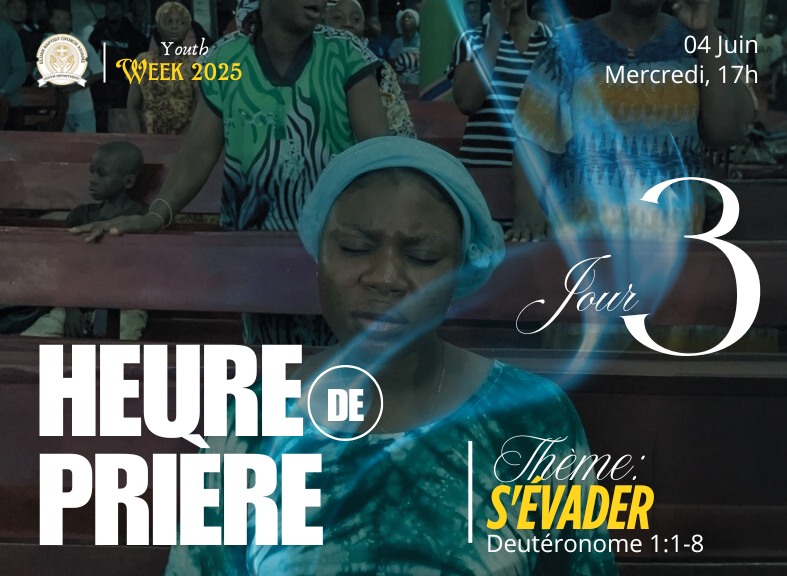 Youth
WEEK 2025
04 Juin
Mercredi, 17h
Jour 3
HEURE DE
PRIÈRE
Thème:
S'ÉVADER
Deutéronome 1:1-8